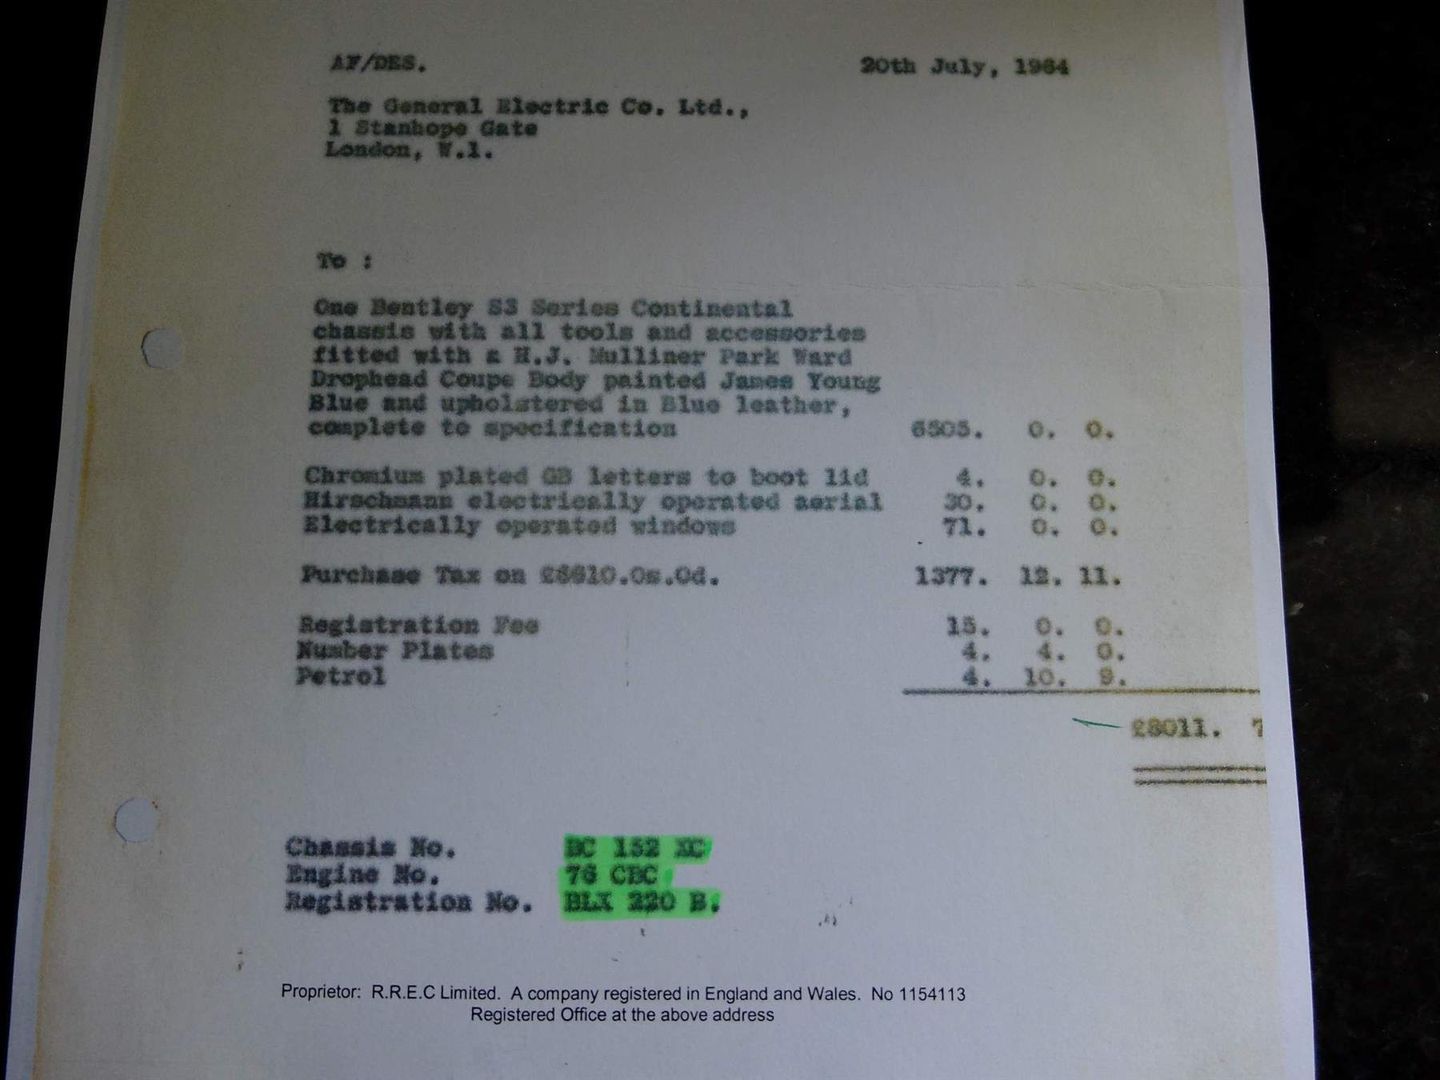 AF/DES. 20th July, 1964
The General Electric Co. Ltd.,
1 Stanhope Gate
London, W.1.
To :
One Bentley S3 Series Continental
chassis with all tools and accessories
fitted with a H.J. Mulliner Park Ward
Drophead Coupe Body painted James Young
Blue and upholstered in Blue leather,
complete to specification 6505. 0. 0.
Chromium plated GB letters to boot lid 4. 0. 0.
Hirschmann electrically operated aerial 30. 0. 0.
Electrically operated windows 71. 0. 0.
Purchase Tax on £6610.0s.0d. 1377. 12. 11.
Registration Fee 15. 0. 0.
Number Plates 4. 4. 0.
Petrol 4. 10. 9.
£8011. 7
Chassis No. BC 152 XC
Engine No. 76 CBC
Registration No. BLX 220 B.
Proprietor: R.R.E.C Limited. A company registered in England and Wales. No 1154113
Registered Office at the above address